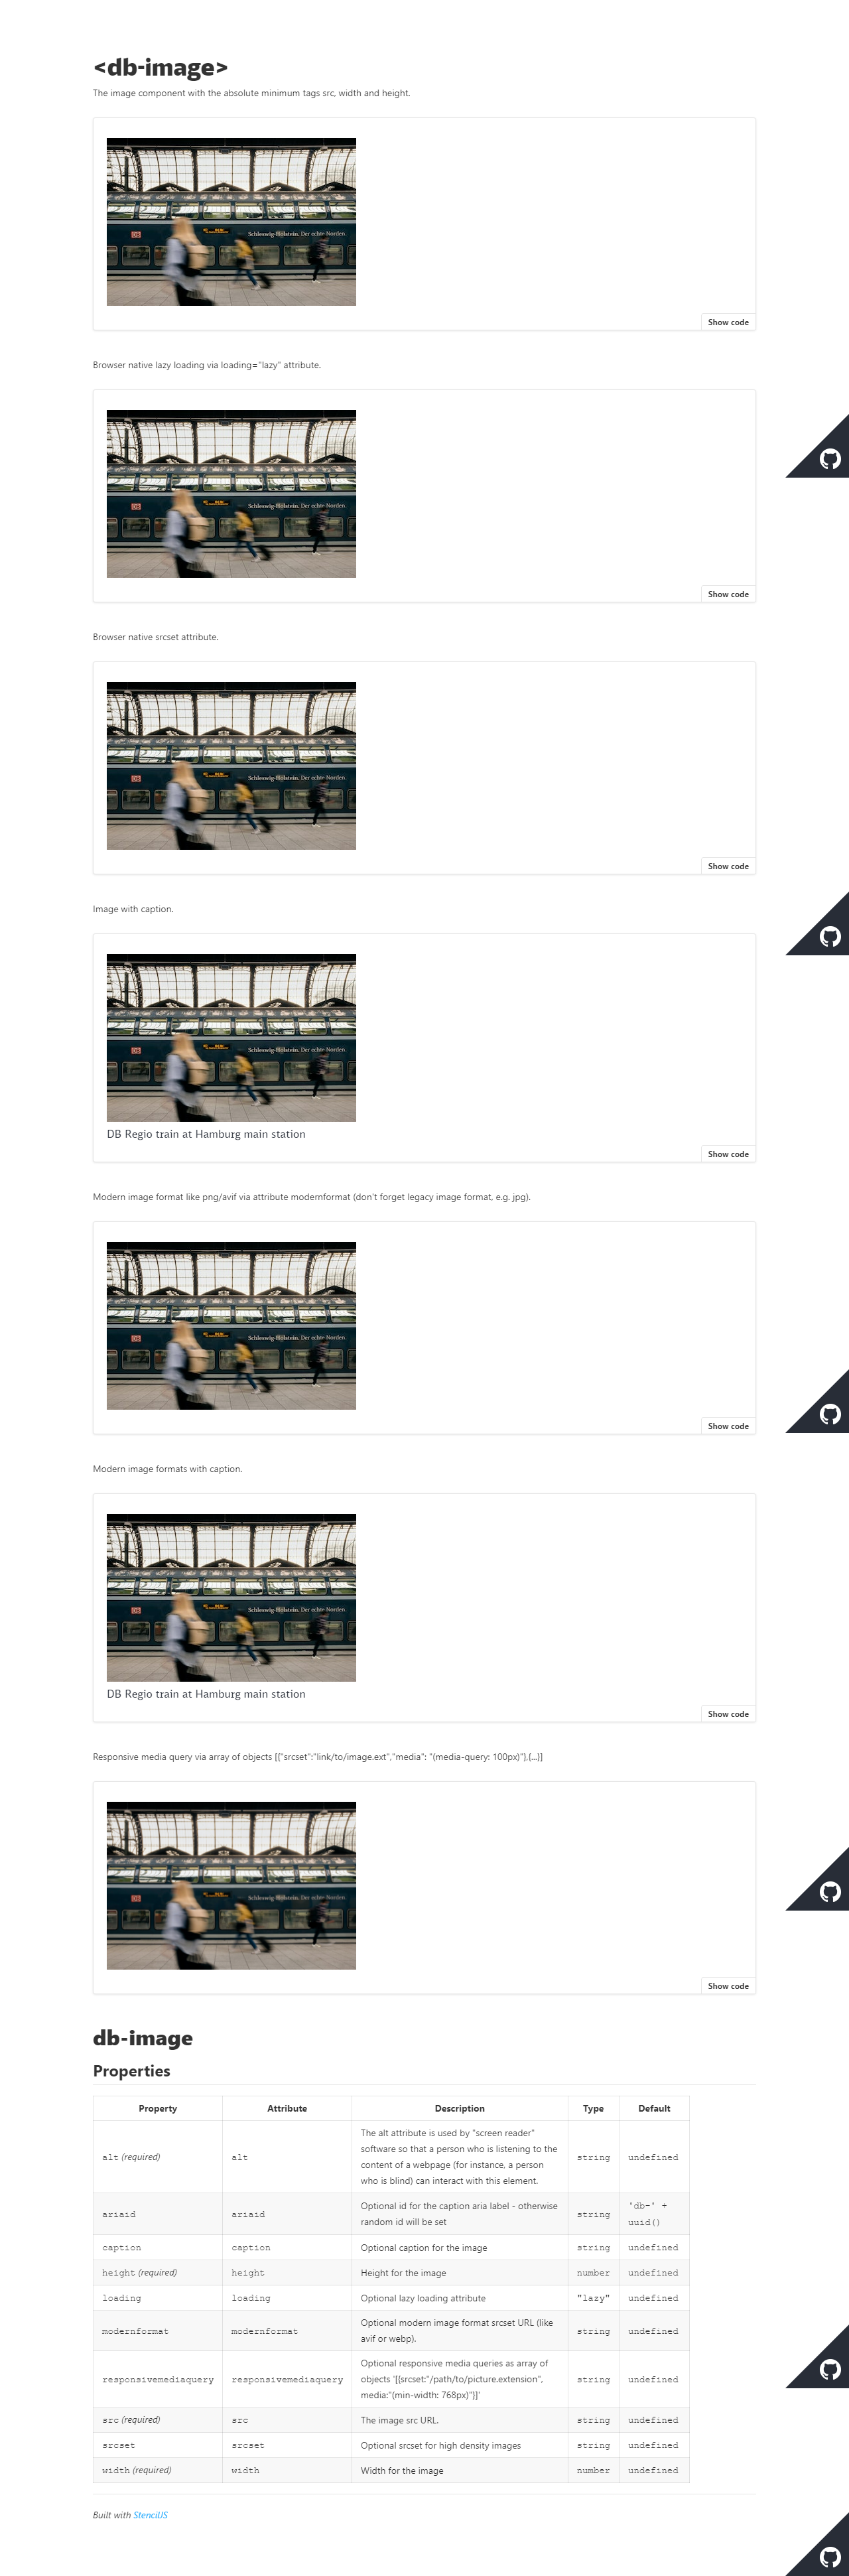 <db-image>
The image component with the absolute minimum tags src, width and height.
DB
Schleswig-Holstein. Der echte Norden.
Show code
Browser native lazy loading via loading="lazy" attribute.
DB
Schleswig-Holstein. Der echte Norden.
Show code
Browser native srcset attribute.
DB
Schleswig-Holstein. Der echte Norden.
Show code
Image with caption.
DB
Schleswig-Holstein. Der echte Norden.
DB Regio train at Hamburg main station
Show code
Modern image format like png/avif via attribute modernformat (don't forget legacy image format, e.g. jpg).
DB
Schleswig-Holstein. Der echte Norden.
Show code
Modern image formats with caption.
DB
Schleswig-Holstein. Der echte Norden.
DB Regio train at Hamburg main station
Show code
Responsive media query via array of objects [{"srcset":"link/to/image.ext","media": "(media-query: 100px)"},{...}]
DB
Schleswig-Holstein. Der echte Norden.
Show code
db-image
Properties
Property Attribute Description Type Default
alt (required) alt The alt attribute is used by "screen reader"
software so that a person who is listening to the
content of a webpage (for instance, a person
who is blind) can interact with this element. string undefined
ariaid ariaid Optional id for the caption aria label - otherwise
random id will be set string 'db-' +
uuid()
caption caption Optional caption for the image string undefined
height (required) height Height for the image number undefined
loading loading Optional lazy loading attribute "lazy" undefined
modernformat modernformat Optional modern image format srcset URL (like
avif or webp). string undefined
responsivemediaquery responsivemediaquery Optional responsive media queries as array of
objects '[{srcset:"/path/to/picture.extension",
media:"(min-width: 768px)"}]' string undefined
src (required) src The image src URL. string undefined
srcset srcset Optional srcset for high density images string undefined
width (required) width Width for the image number undefined
Built with StencilJS